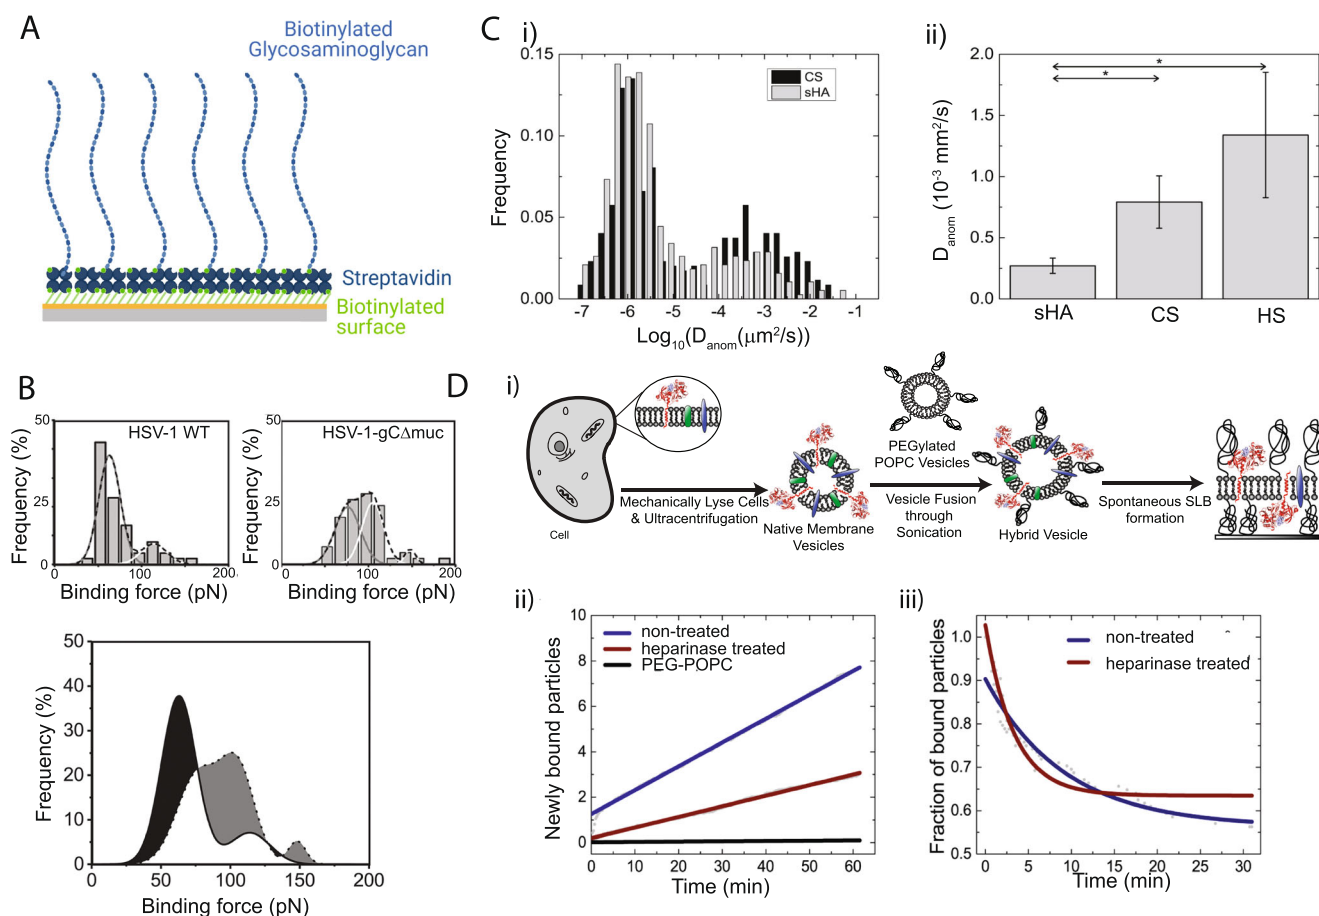 A
Biotinylated
Glycosaminoglycan
Streptavidin
Biotinylated
surface
C
i)
0.15
0.10
0.05
0.00
Frequency
CS
sHA
-7 -6 -5 -4 -3 -2 -1
Log10(Danom(μm²/s))
ii)
2.0
1.5
1.0
0.5
0.0
Danom (10⁻³ mm²/s)
*
*
sHA CS HS
B
50
25
0
Frequency (%)
HSV-1 WT
0 100 200
Binding force (pN)
50
25
0
Frequency (%)
HSV-1-gCΔmuc
0 100 200
Binding force (pN)
50
40
30
20
10
0
Frequency (%)
0 50 100 150 200
Binding force (pN)
D
i)
Cell
Mechanically Lyse Cells
& Ultracentrifugation
Native Membrane
Vesicles
PEGylated
POPC Vesicles
Vesicle Fusion
through
Sonication
Hybrid Vesicle
Spontaneous SLB
formation
ii)
10
8
6
4
2
0
Newly bound particles
non-treated
heparinase treated
PEG-POPC
0 10 20 30 40 50 60
Time (min)
iii)
1.0
0.9
0.8
0.7
0.6
0.5
Fraction of bound particles
non-treated
heparinase treated
0 5 10 15 20 25 30
Time (min)